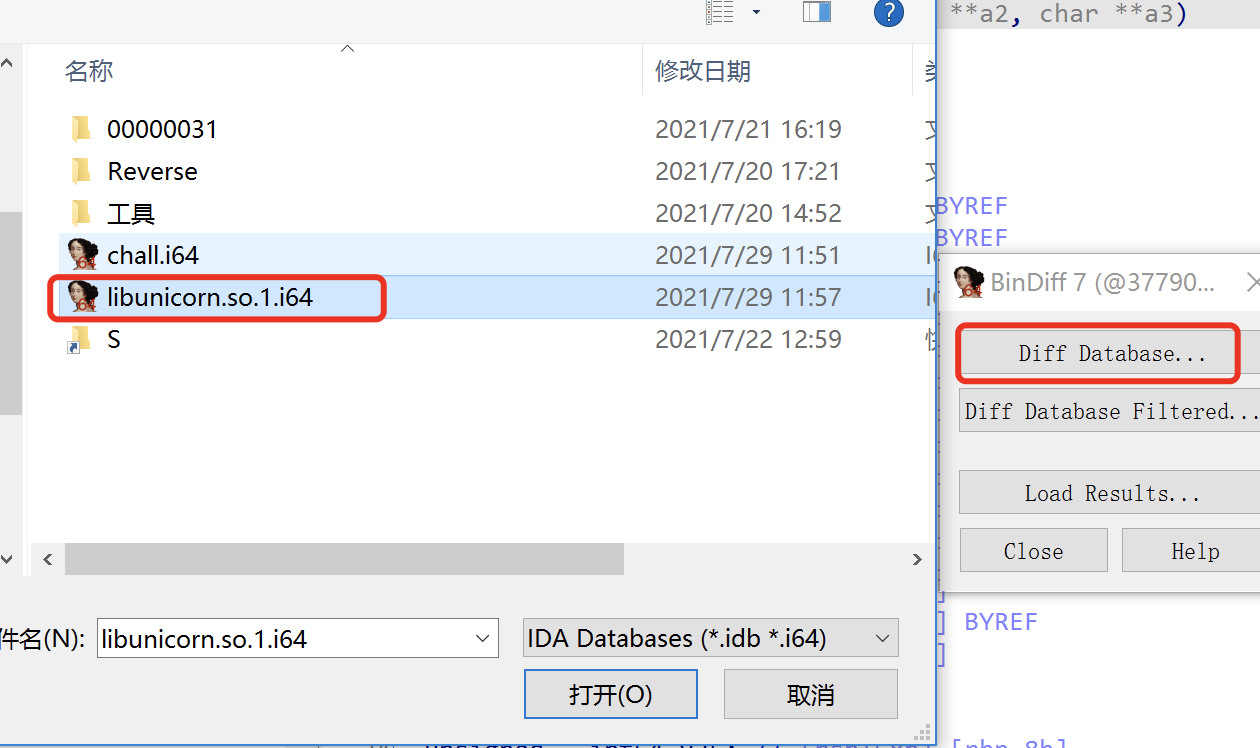 **a2, char **a3)
名称
修改日期
00000031
2021/7/21 16:19
Reverse
2021/7/20 17:21
工具
2021/7/20 14:52
BYREF
BYREF
chall.i64
2021/7/29 11:51
libunicorn.so.1.i64
2021/7/29 11:57
S
2021/7/22 12:59
BinDiff 7 (@37790...
Diff Database...
Diff Database Filtered...
Load Results...
Close
Help
] BYREF
]
件名(N):
libunicorn.so.1.i64
IDA Databases (*.idb *.i64)
打开(O)
取消
[rbp-8h]